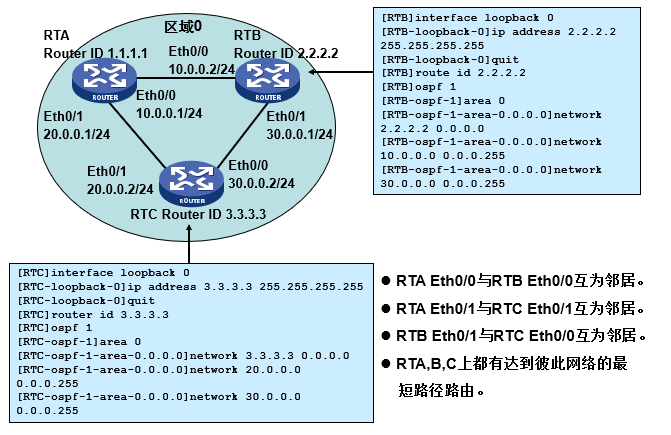 区域0
RTA
Router ID 1.1.1.1
Eth0/0
10.0.0.2/24
RTB
Router ID 2.2.2.2
ROUTER
ROUTER
Eth0/0
10.0.0.1/24
Eth0/1
20.0.0.1/24
Eth0/1
30.0.0.1/24
Eth0/1
20.0.0.2/24
Eth0/0
30.0.0.2/24
ROUTER
RTC Router ID 3.3.3.3
[RTB]interface loopback 0
[RTB-loopback-0]ip address 2.2.2.2
255.255.255.255
[RTB-loopback-0]quit
[RTB]route id 2.2.2.2
[RTB]ospf 1
[RTB-ospf-1]area 0
[RTB-ospf-1-area-0.0.0.0]network
2.2.2.2 0.0.0.0
[RTB-ospf-1-area-0.0.0.0]network
10.0.0.0 0.0.0.255
[RTB-ospf-1-area-0.0.0.0]network
30.0.0.0 0.0.0.255
[RTC]interface loopback 0
[RTC-loopback-0]ip address 3.3.3.3 255.255.255.255
[RTC-loopback-0]quit
[RTC]router id 3.3.3.3
[RTC]ospf 1
[RTC-ospf-1]area 0
[RTC-ospf-1-area-0.0.0.0]network 3.3.3.3 0.0.0.0
[RTC-ospf-1-area-0.0.0.0]network 20.0.0.0
0.0.0.255
[RTC-ospf-1-area-0.0.0.0]network 30.0.0.0
0.0.0.255
● RTA Eth0/0与RTB Eth0/0互为邻居。
● RTA Eth0/1与RTC Eth0/1互为邻居。
● RTB Eth0/1与RTC Eth0/0互为邻居。
● RTA,B,C上都有达到彼此网络的最
短路径路由。